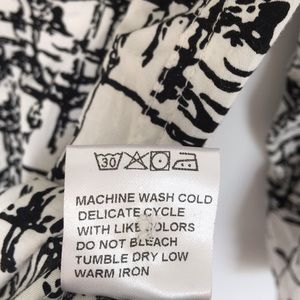 30
MACHINE WASH COLD
DELICATE CYCLE
WITH LIKE COLORS
DO NOT BLEACH
TUMBLE DRY LOW
WARM IRON